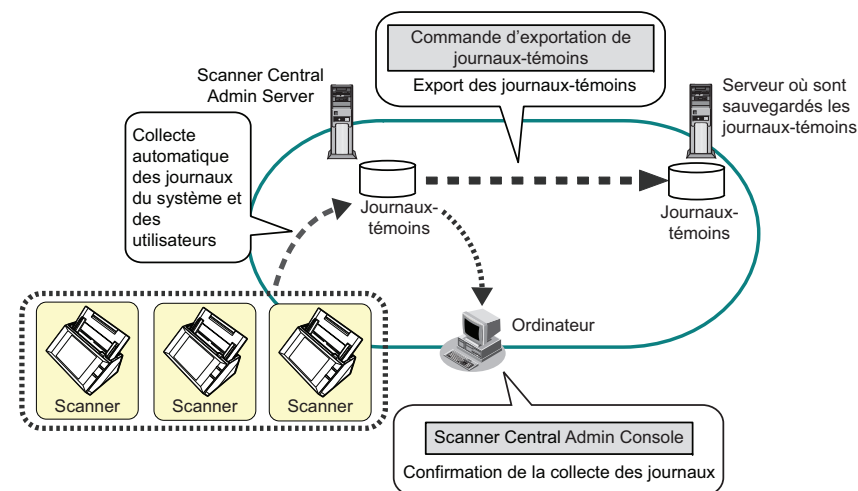 Commande d'exportation de
journaux-témoins
Export des journaux-témoins
Scanner Central
Admin Server
Serveur où sont
sauvegardés les
journaux-témoins
Collecte
automatique
des journaux
du système et
des
utilisateurs
Journaux-
témoins
Journaux-
témoins
Ordinateur
Scanner
Scanner
Scanner
Scanner Central Admin Console
Confirmation de la collecte des journaux